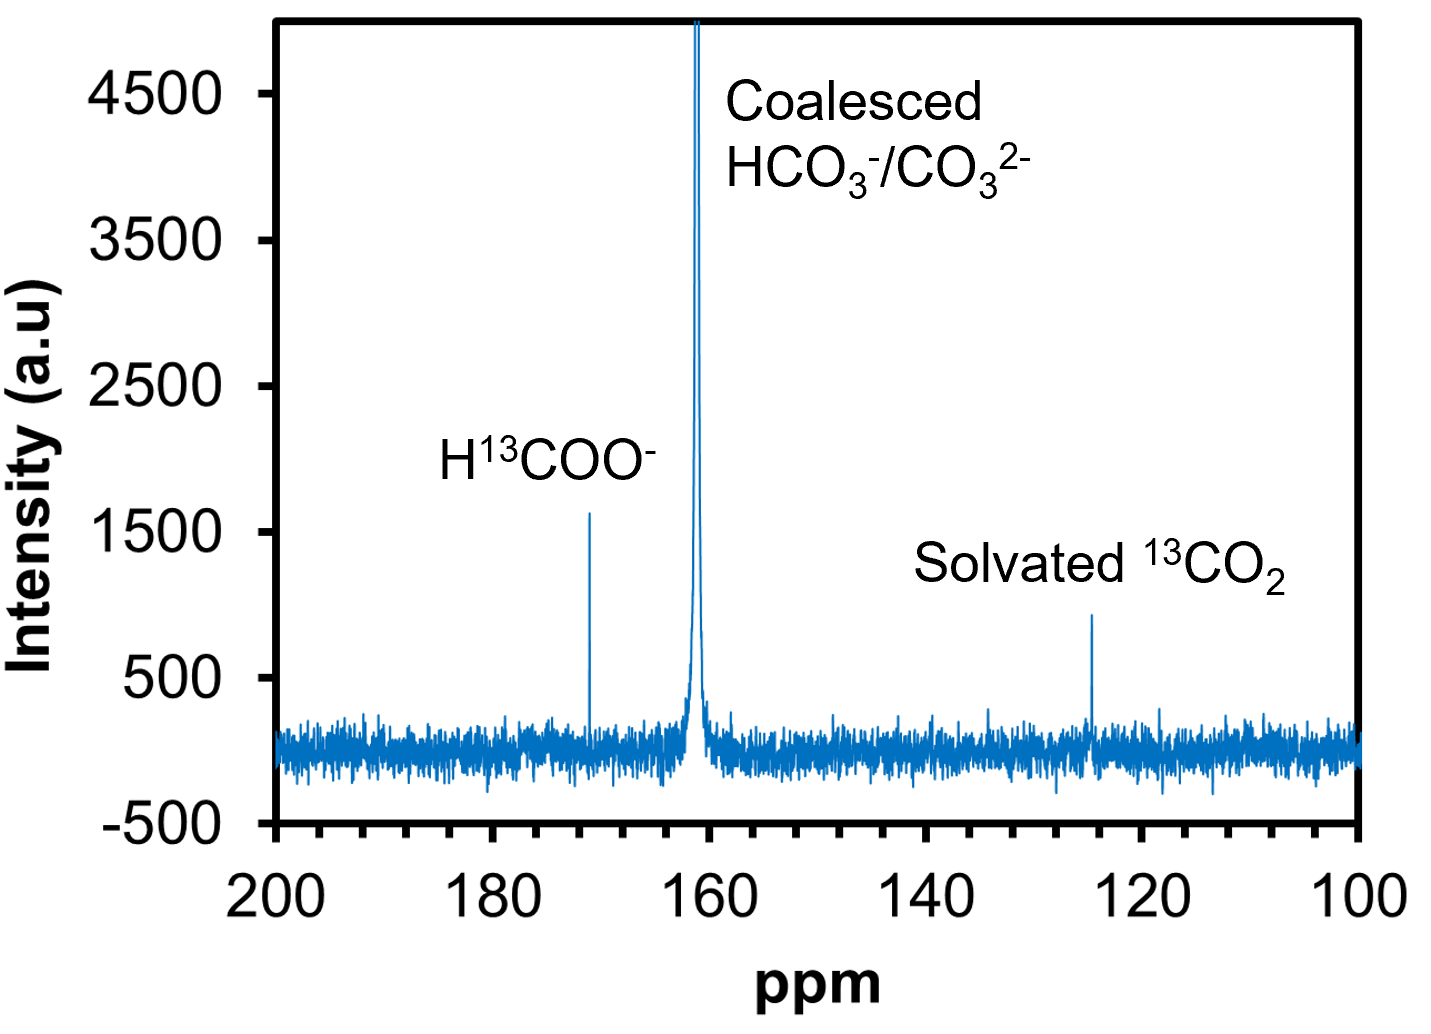 4500
3500
2500
1500
500
-500
Intensity (a.u)
Coalesced
HCO₃⁻/CO₃²⁻
H¹³COO⁻
Solvated ¹³CO₂
200 180 160 140 120 100
ppm